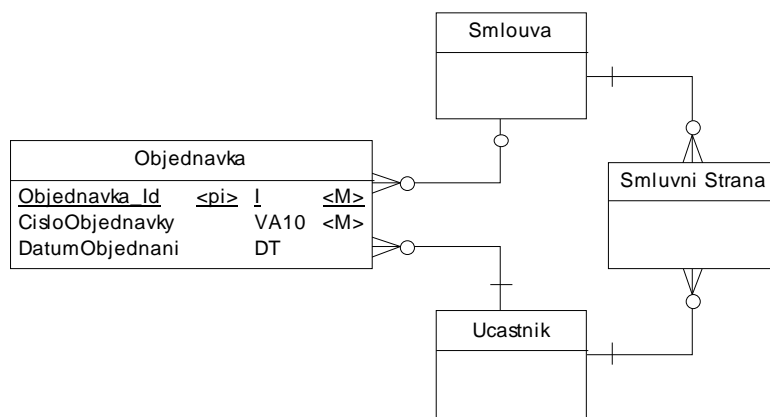 Smlouva
Objednavka
Objednavka_Id <pi> I <M>
CisloObjednavky VA10 <M>
DatumObjednani DT
Smluvni Strana
Ucastnik